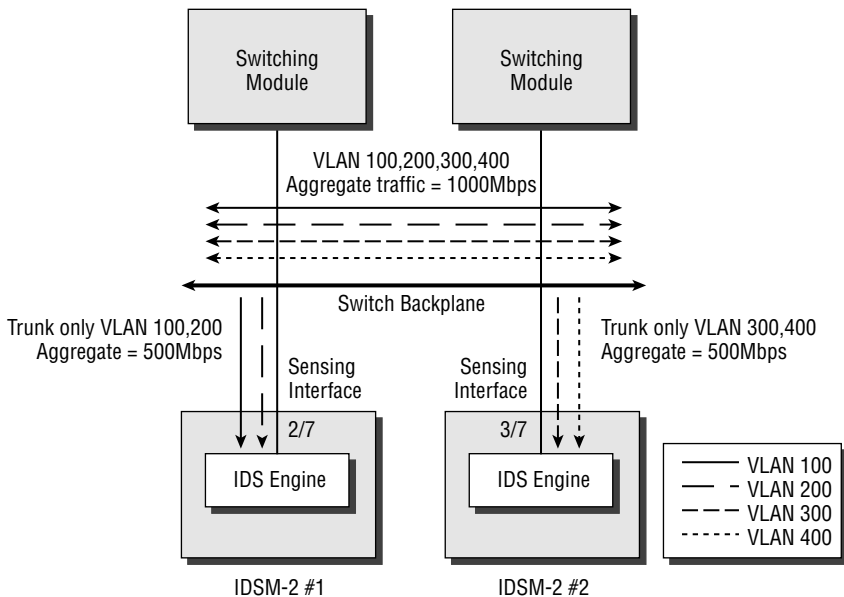 Switching
Module
Switching
Module
VLAN 100,200,300,400
Aggregate traffic = 1000Mbps
Switch Backplane
Trunk only VLAN 100,200
Aggregate = 500Mbps
Trunk only VLAN 300,400
Aggregate = 500Mbps
Sensing
Interface
Sensing
Interface
2/7
3/7
IDS Engine
IDS Engine
VLAN 100
VLAN 200
VLAN 300
VLAN 400
IDSM-2 #1
IDSM-2 #2